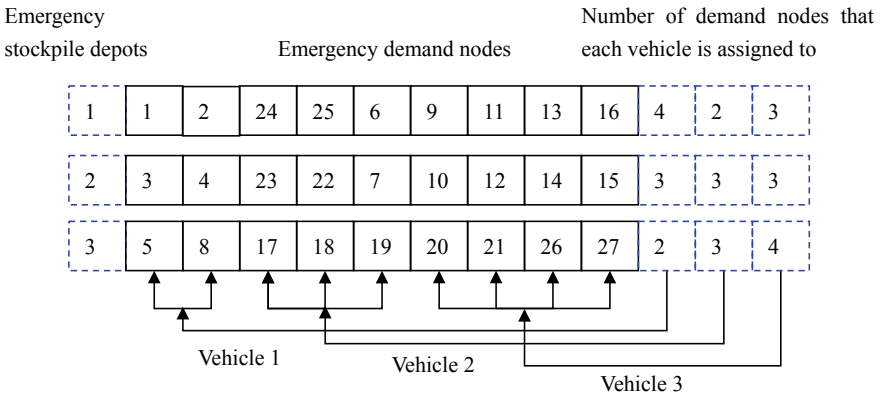 Emergency
stockpile depots
Emergency demand nodes
Number of demand nodes that
each vehicle is assigned to
1 1 2 24 25 6 9 11 13 16 4 2 3
2 3 4 23 22 7 10 12 14 15 3 3 3
3 5 8 17 18 19 20 21 26 27 2 3 4
Vehicle 1
Vehicle 2
Vehicle 3